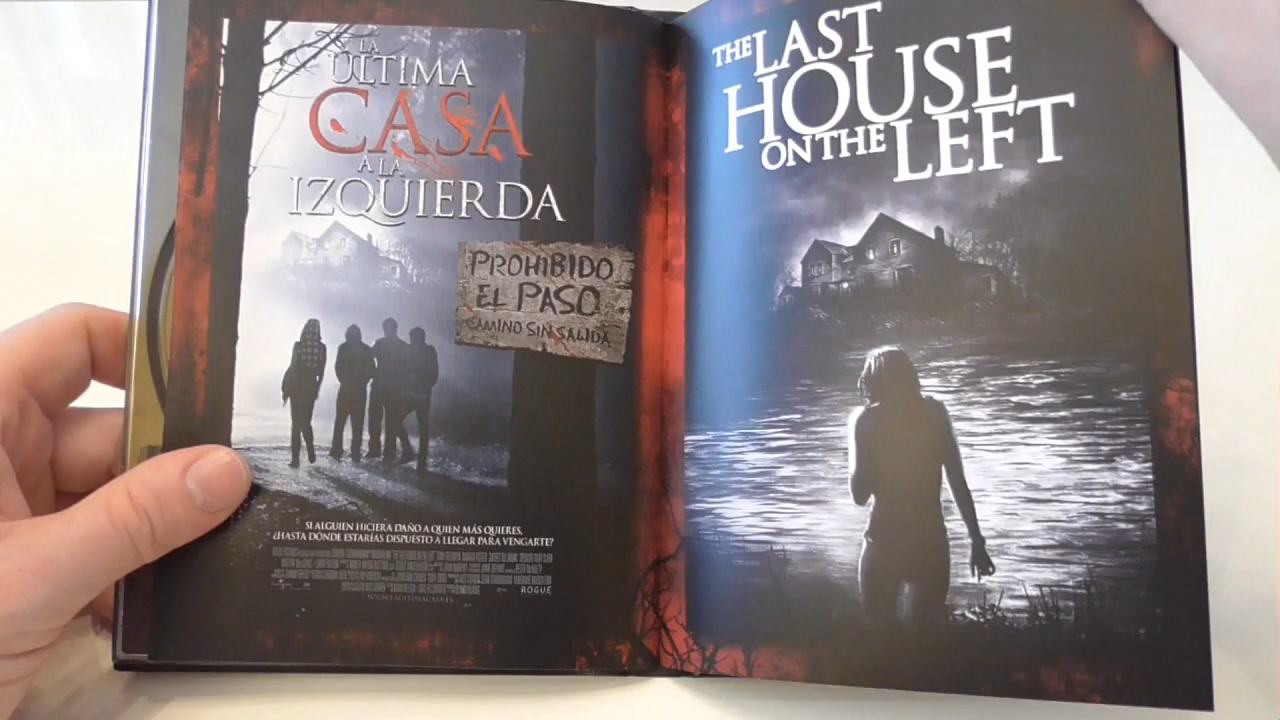 LA
ÚLTIMA
CASA
A LA
IZQUIERDA
PROHIBIDO
EL PASO
CAMINO SIN SALIDA
SI ALGUIEN HICIERA DAÑO A QUIEN MÁS QUIERES,
¿HASTA DÓNDE ESTARÍAS DISPUESTO A LLEGAR PARA VENGARTE?
ROGUE
THE LAST
HOUSE
ON THE LEFT